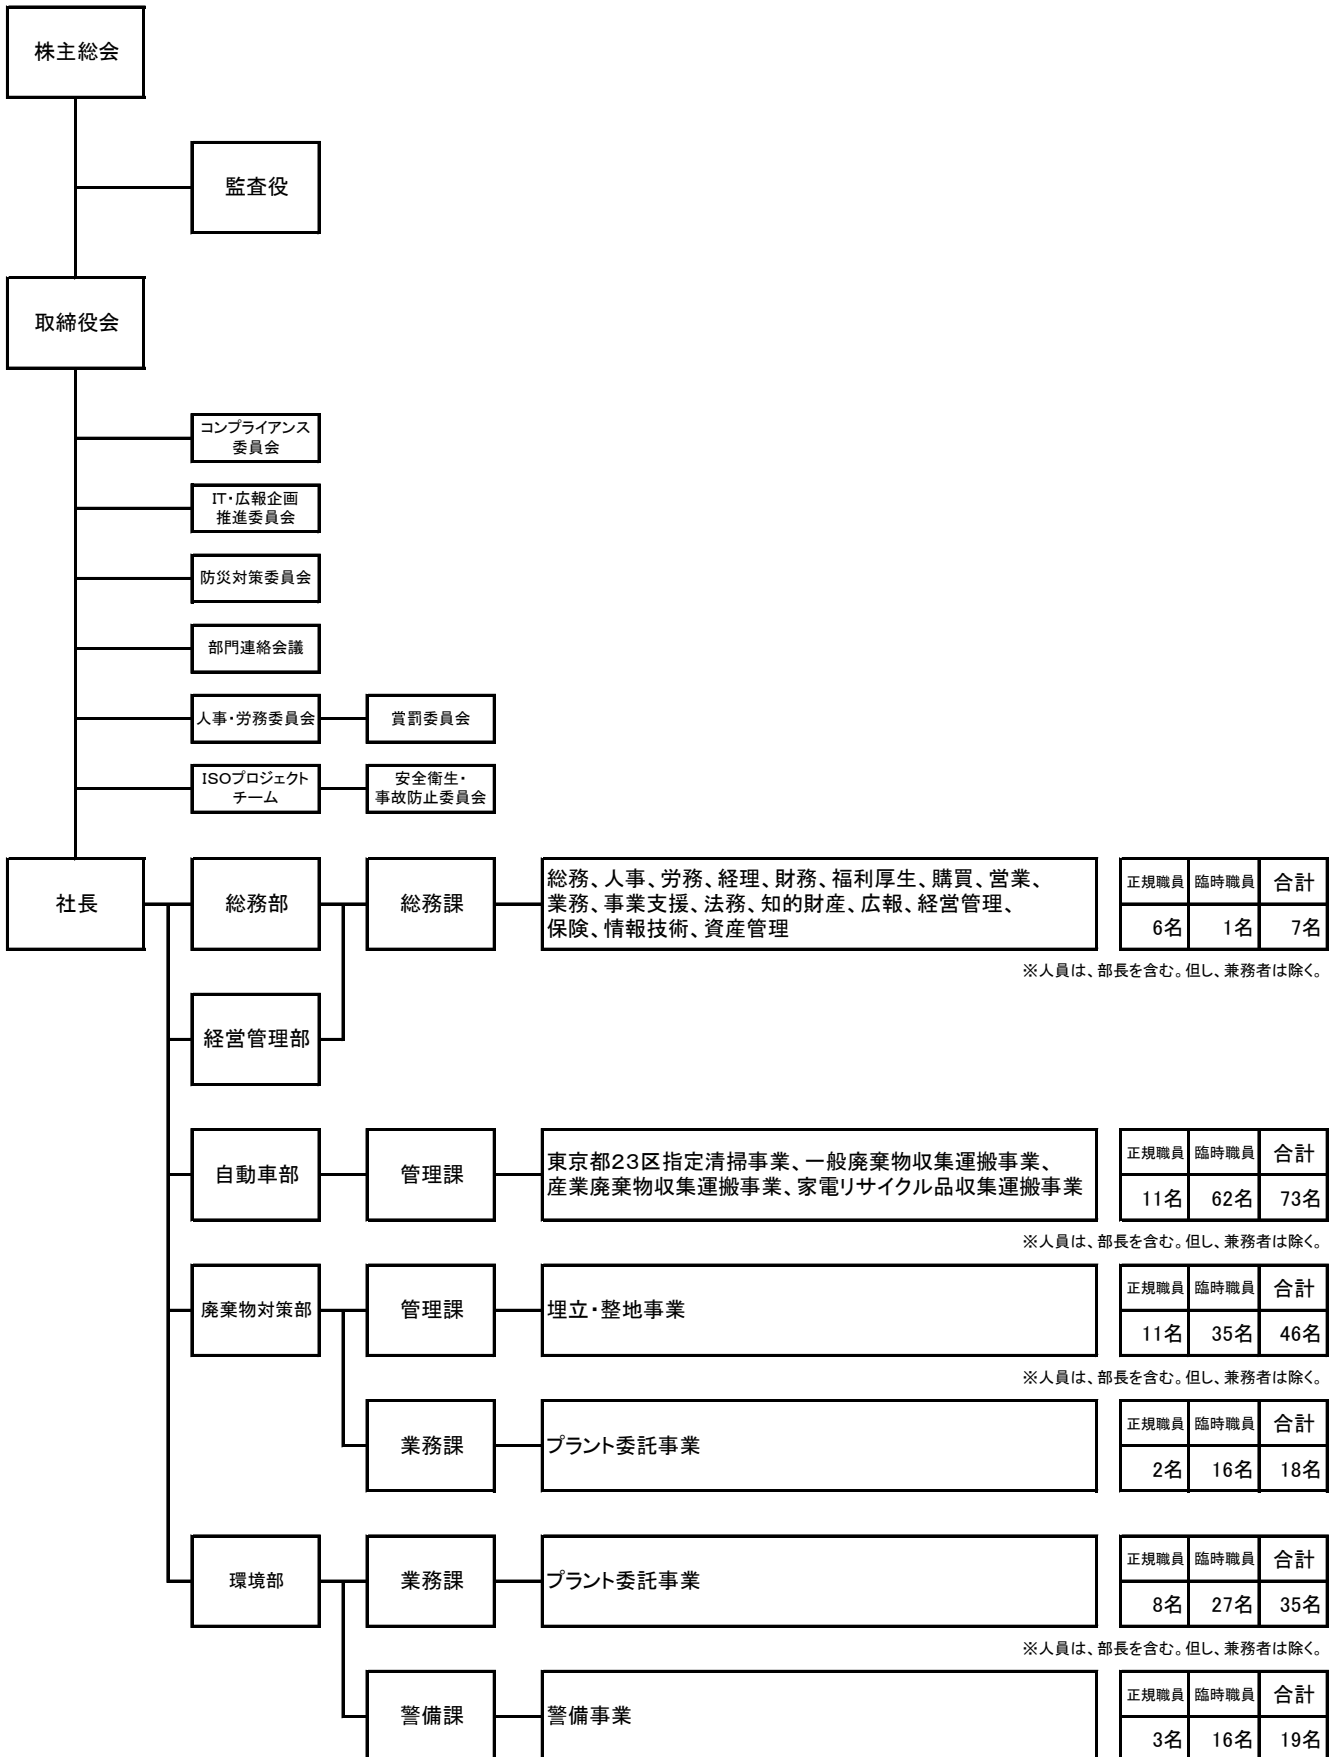 株主総会
監査役
取締役会
コンプライアンス
委員会
IT・広報企画
推進委員会
防災対策委員会
部門連絡会議
人事・労務委員会
賞罰委員会
ISOプロジェクト
チーム
安全衛生・
事故防止委員会
社長
総務部
総務課
総務、人事、労務、経理、財務、福利厚生、購買、営業、
業務、事業支援、法務、知的財産、広報、経営管理、
保険、情報技術、資産管理
正規職員 臨時職員 合計
6名 1名 7名
※人員は、部長を含む。但し、兼務者は除く。
経営管理部
自動車部
管理課
東京都23区指定清掃事業、一般廃棄物収集運搬事業、
産業廃棄物収集運搬事業、家電リサイクル品収集運搬事業
正規職員 臨時職員 合計
11名 62名 73名
※人員は、部長を含む。但し、兼務者は除く。
廃棄物対策部
管理課
埋立・整地事業
正規職員 臨時職員 合計
11名 35名 46名
※人員は、部長を含む。但し、兼務者は除く。
業務課
プラント委託事業
正規職員 臨時職員 合計
2名 16名 18名
環境部
業務課
プラント委託事業
正規職員 臨時職員 合計
8名 27名 35名
※人員は、部長を含む。但し、兼務者は除く。
警備課
警備事業
正規職員 臨時職員 合計
3名 16名 19名